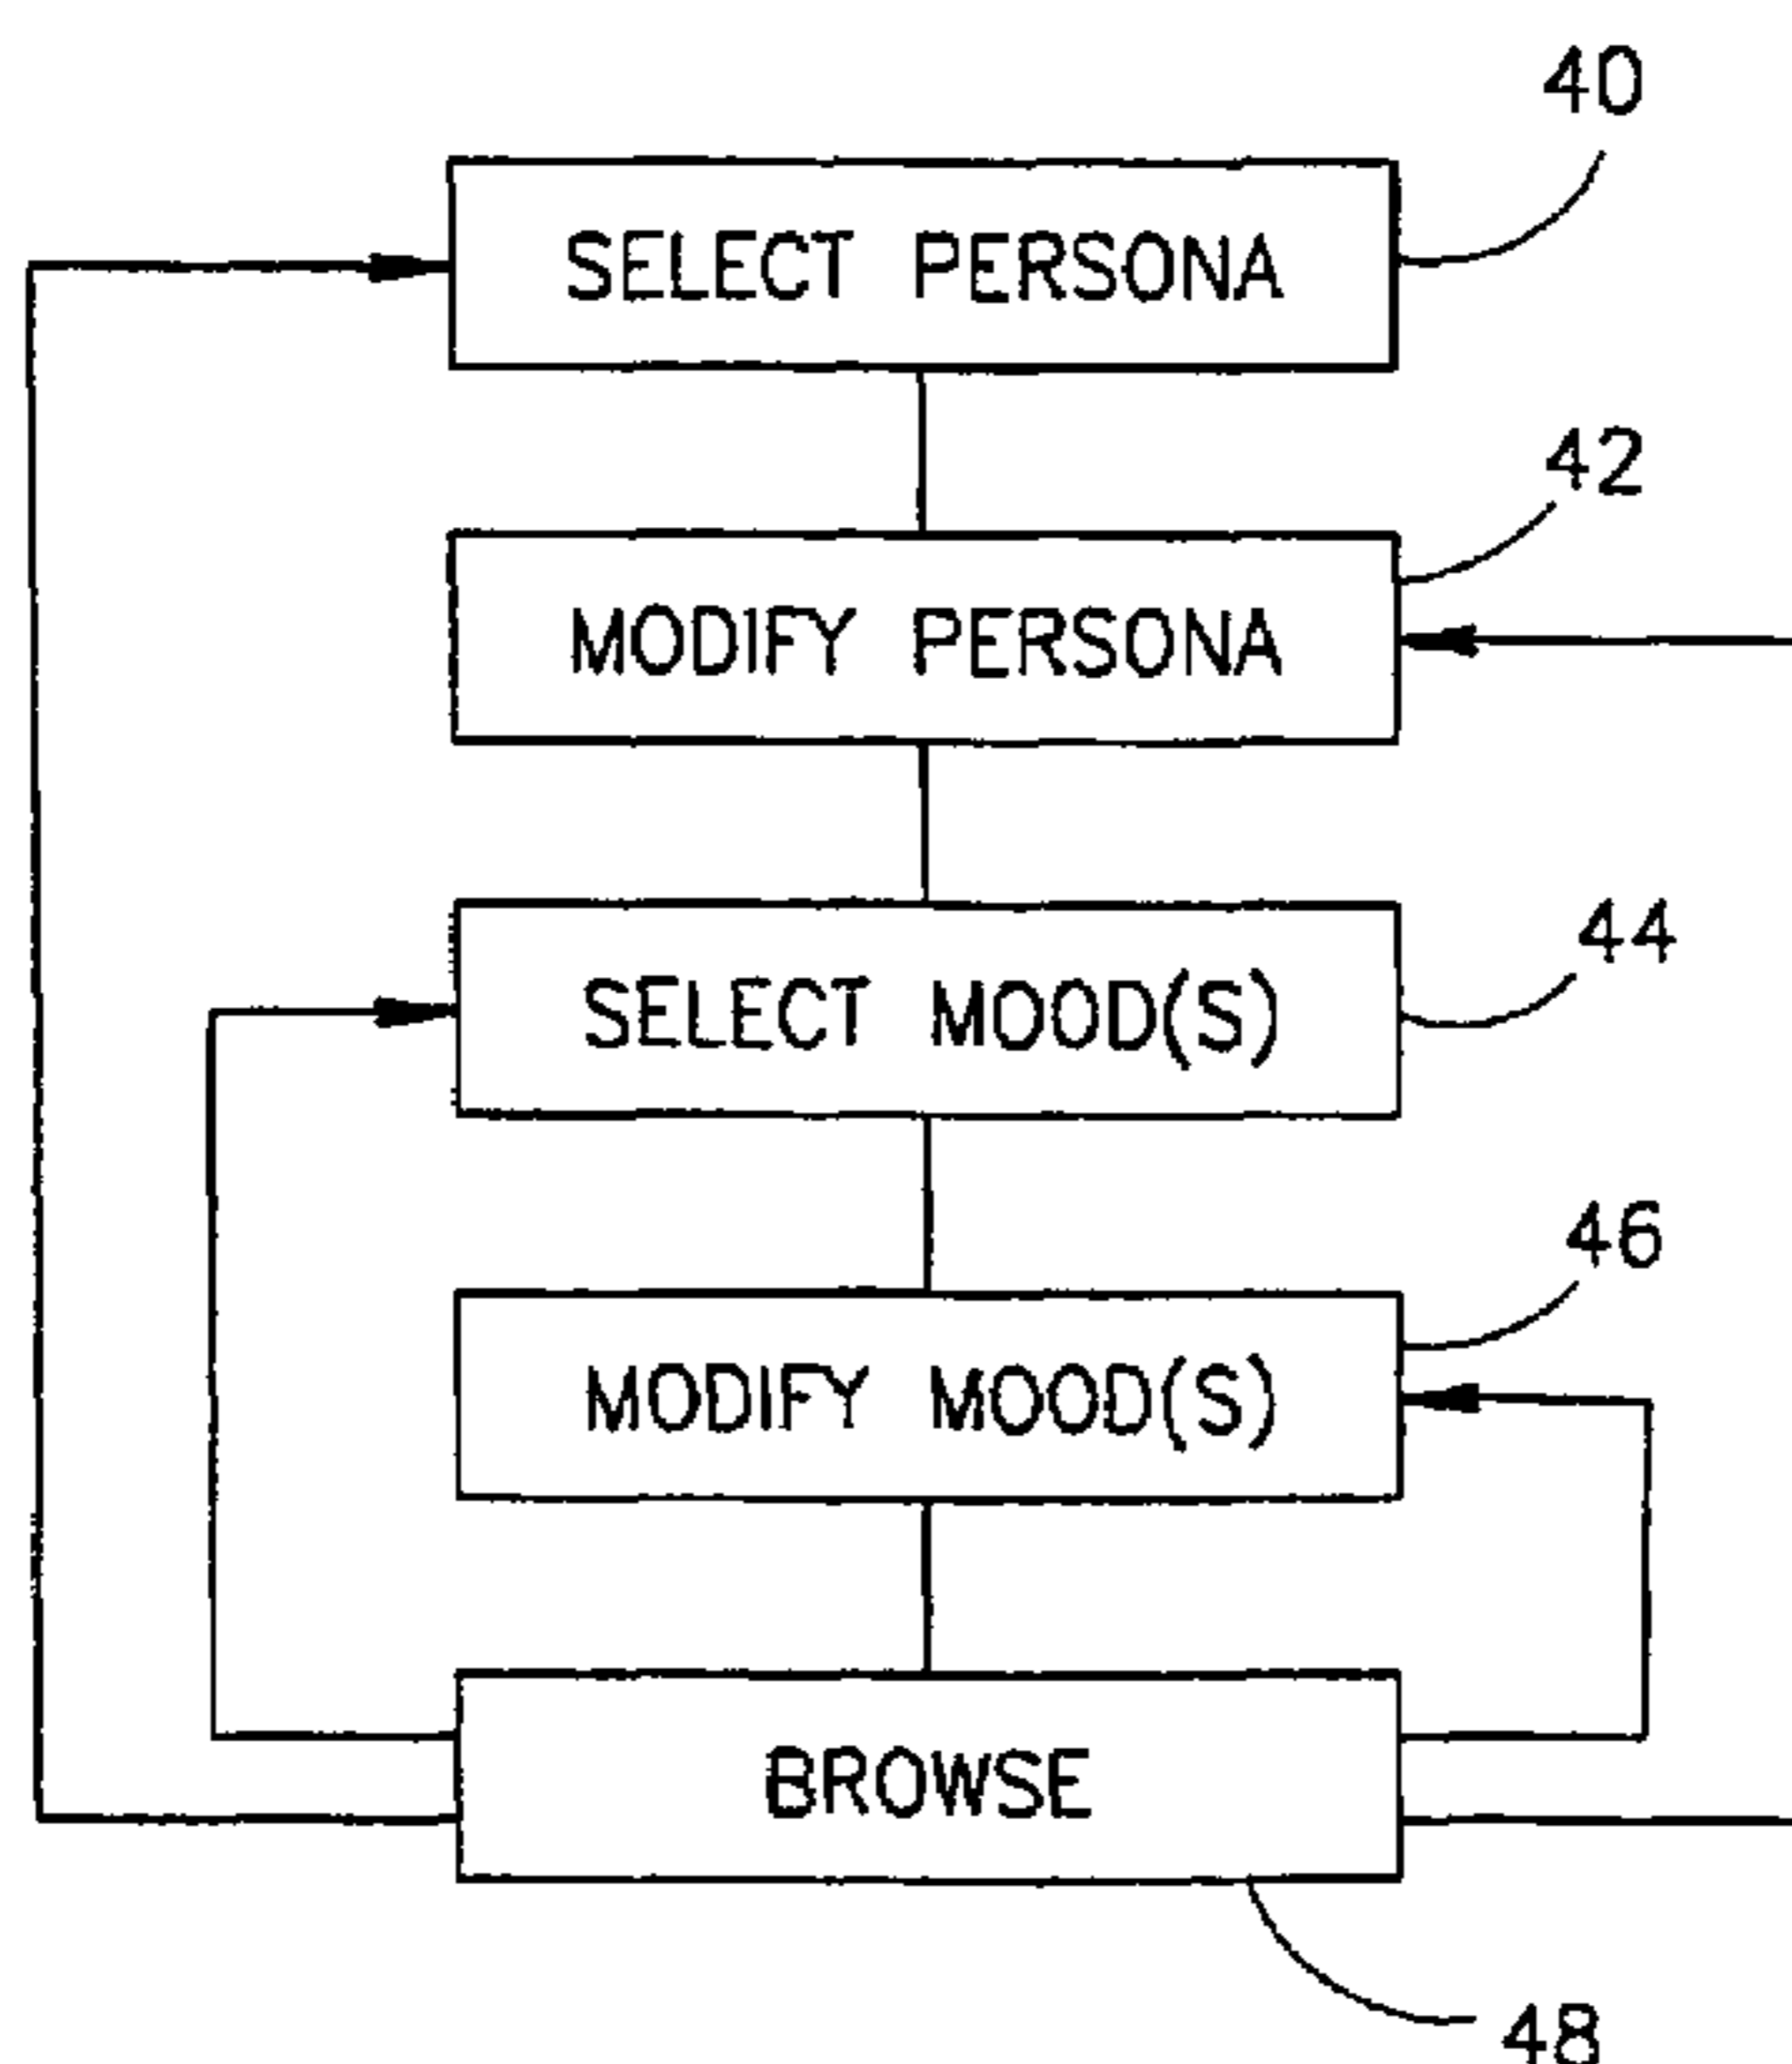 40
SELECT PERSONA
42
MODIFY PERSONA
44
SELECT MOOD(S)
46
MODIFY MOOD(S)
BROWSE
48